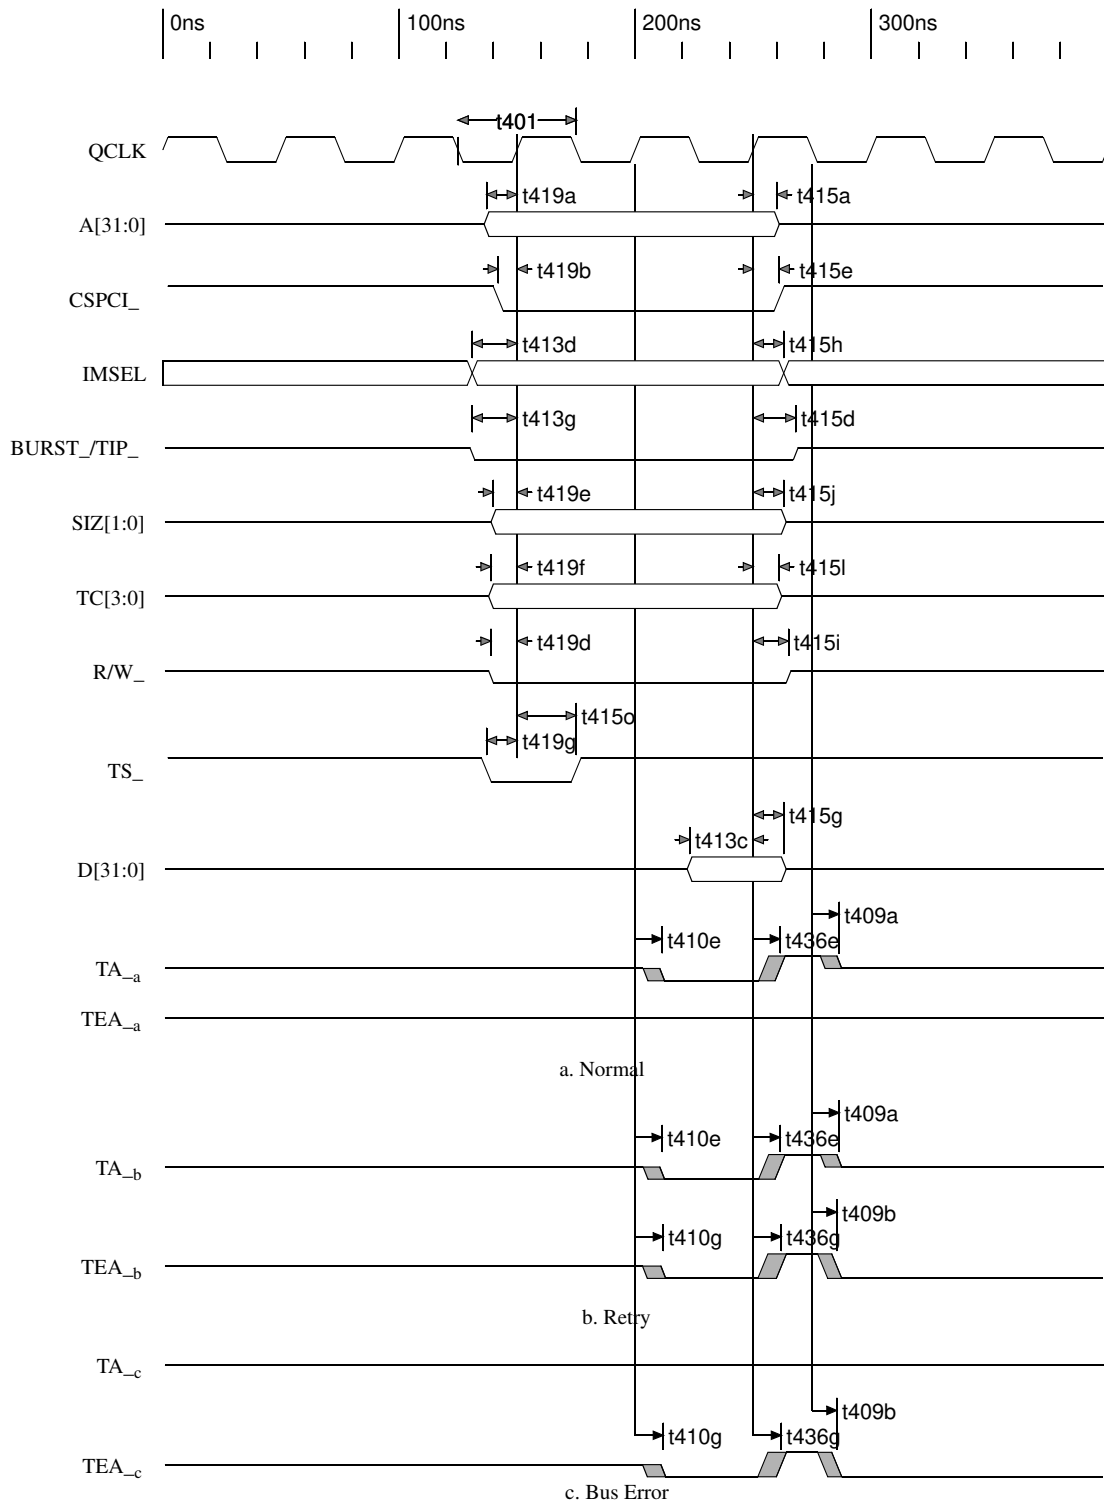 0ns 100ns 200ns 300ns
t401
QCLK
t419a t415a
A[31:0]
t419b t415e
CSPCI_
t413d t415h
IMSEL
t413g t415d
BURST_/TIP_
t419e t415j
SIZ[1:0]
t419f t415l
TC[3:0]
t419d t415i
R/W_
t415o
t419g
TS_
t415g
t413c
D[31:0]
t409a
t410e t436e
TA_a
TEA_a
a. Normal
t409a
t410e t436e
TA_b
t409b
t410g t436g
TEA_b
b. Retry
TA_c
t409b
t410g t436g
TEA_c
c. Bus Error